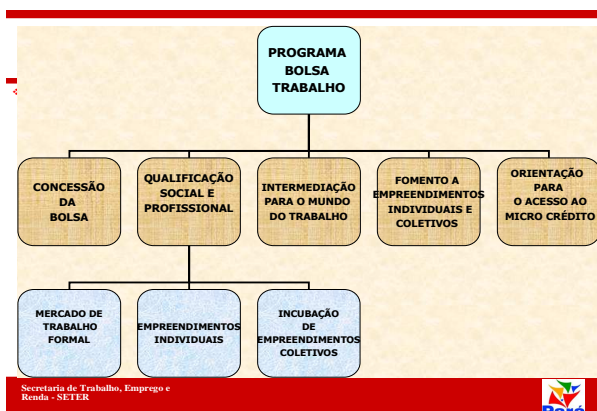 PROGRAMA
BOLSA
TRABALHO
CONCESSÃO
DA
BOLSA
QUALIFICAÇÃO
SOCIAL E
PROFISSIONAL
INTERMEDIAÇÃO
PARA O MUNDO
DO TRABALHO
FOMENTO A
EMPREENDIMENTOS
INDIVIDUAIS E
COLETIVOS
ORIENTAÇÃO
PARA
O ACESSO AO
MICRO CRÉDITO
MERCADO DE
TRABALHO
FORMAL
EMPREENDIMENTOS
INDIVIDUAIS
INCUBAÇÃO
DE
EMPREENDIMENTOS
COLETIVOS
Secretaria de Trabalho, Emprego e
Renda - SETER
Pará